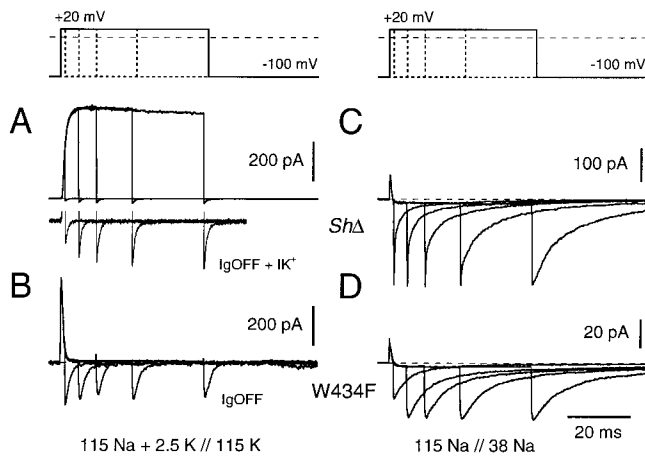 +20 mV
-100 mV
+20 mV
-100 mV
A
200 pA
IgOFF + IK⁺
B
200 pA
IgOFF
115 Na + 2.5 K // 115 K
C
100 pA
ShΔ
D
20 pA
W434F
20 ms
115 Na // 38 Na